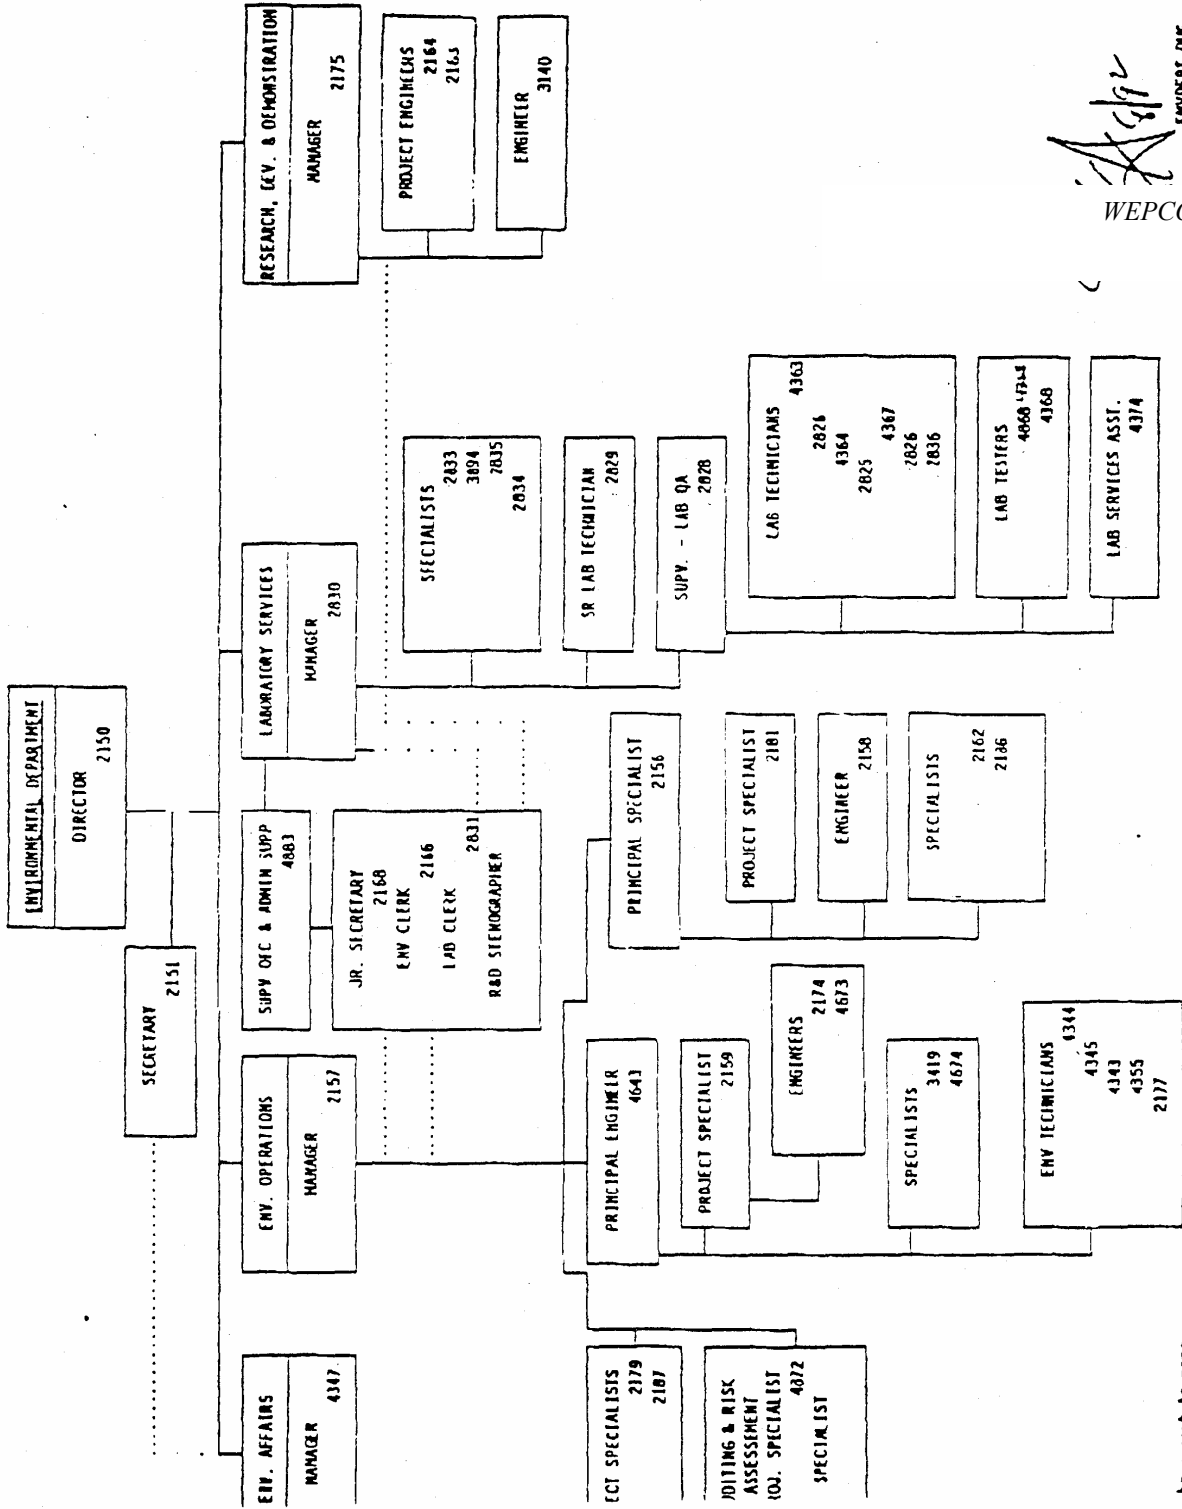 ENVIRONMENTAL DEPARTMENT
DIRECTOR
2150
SECRETARY
2151
ENV. AFFAIRS
MANAGER
4347
ENV. OPERATIONS
MANAGER
2157
SUPV OFC & ADMIN SUPP
4883
JR. SECRETARY
2168
ENV CLERK
2166
LAB CLERK
2831
R&D STENOGRAPHER
LABORATORY SERVICES
MANAGER
2830
RESEARCH, DEV. & DEMONSTRATION
MANAGER
2175
PROJECT ENGINEERS
2164
2163
ENGINEER
3140
SPECIALISTS
2833
3894
2835
2834
SR LAB TECHNICIAN
2829
SUPV. - LAB QA
2828
LAB TECHNICIANS
4363
2826
4364
2825
4367
2826
2836
LAB TESTERS
4868
4368
LAB SERVICES ASST.
4374
PRINCIPAL SPECIALIST
2156
PROJECT SPECIALIST
2181
ENGINEER
2158
SPECIALISTS
2162
2186
PRINCIPAL ENGINEER
4643
PROJECT SPECIALIST
2159
ENGINEERS
2174
4673
SPECIALISTS
3419
4674
ENV TECHNICIANS
4344
4345
4343
4355
2177
ECT SPECIALISTS
2179
2187
DITING & RISK
ASSESSMENT
ROJ. SPECIALIST
4872
SPECIALIST
WEPCO